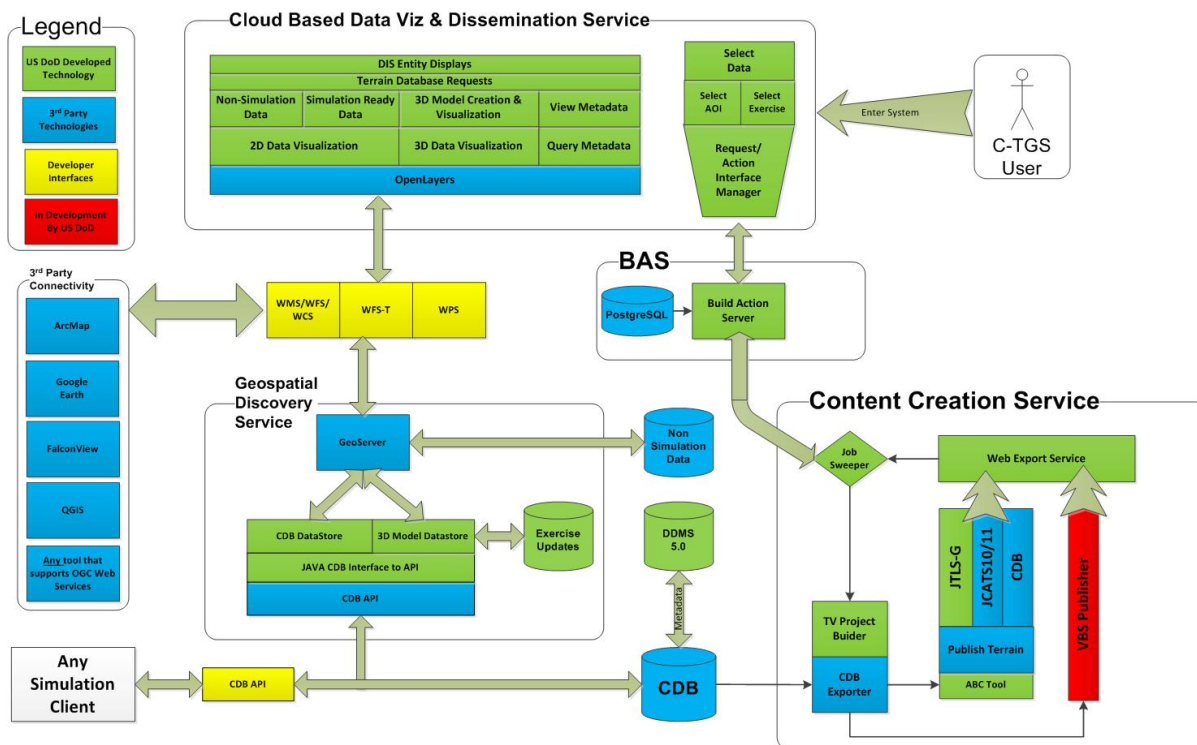 Legend
US DoD Developed
Technology
3rd Party
Technologies
Developer
Interfaces
In Development
By US DoD
Cloud Based Data Viz & Dissemination Service
DIS Entity Displays
Terrain Database Requests
Non-Simulation
Data
Simulation Ready
Data
3D Model Creation &
Visualization
View Metadata
2D Data Visualization
3D Data Visualization
Query Metadata
OpenLayers
Select
Data
Select
AOI
Select
Exercise
Request/
Action
Interface
Manager
Enter System
C-TGS
User
3rd Party
Connectivity
ArcMap
Google
Earth
FalconView
QGIS
Any tool that
supports OGC Web
Services
WMS/WFS/
WCS
WFS-T
WPS
BAS
PostgreSQL
Build Action
Server
Geospatial
Discovery
Service
GeoServer
Non
Simulation
Data
CDB DataStore
3D Model Datastore
JAVA CDB Interface to API
CDB API
Exercise
Updates
DDMS
5.0
Metadata
CDB
Any
Simulation
Client
CDB API
Content Creation Service
Job
Sweeper
Web Export Service
JTLS-G
JCATS10/11
CDB
VBS Publisher
TV Project
Buider
CDB
Exporter
Publish Terrain
ABC Tool